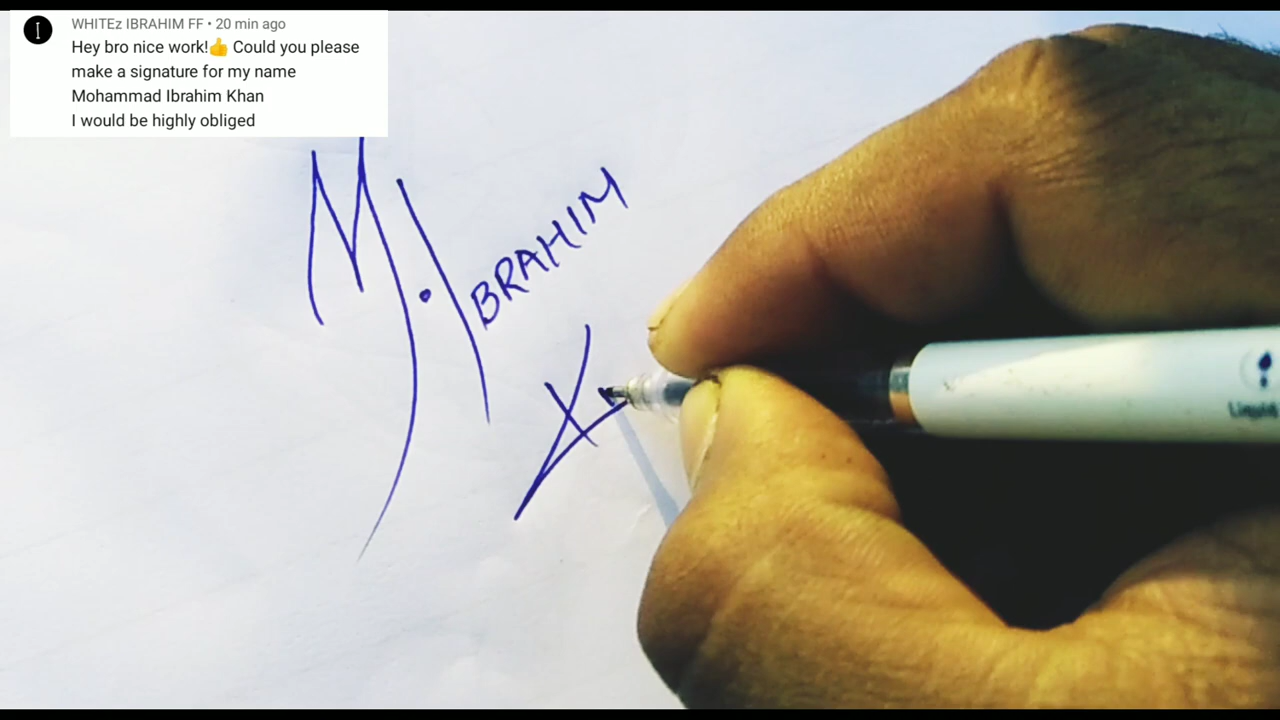 WHITEz IBRAHIM FF • 20 min ago
Hey bro nice work!👍 Could you please
make a signature for my name
Mohammad Ibrahim Khan
I would be highly obliged
M. IBRAHIM
K
Liquid